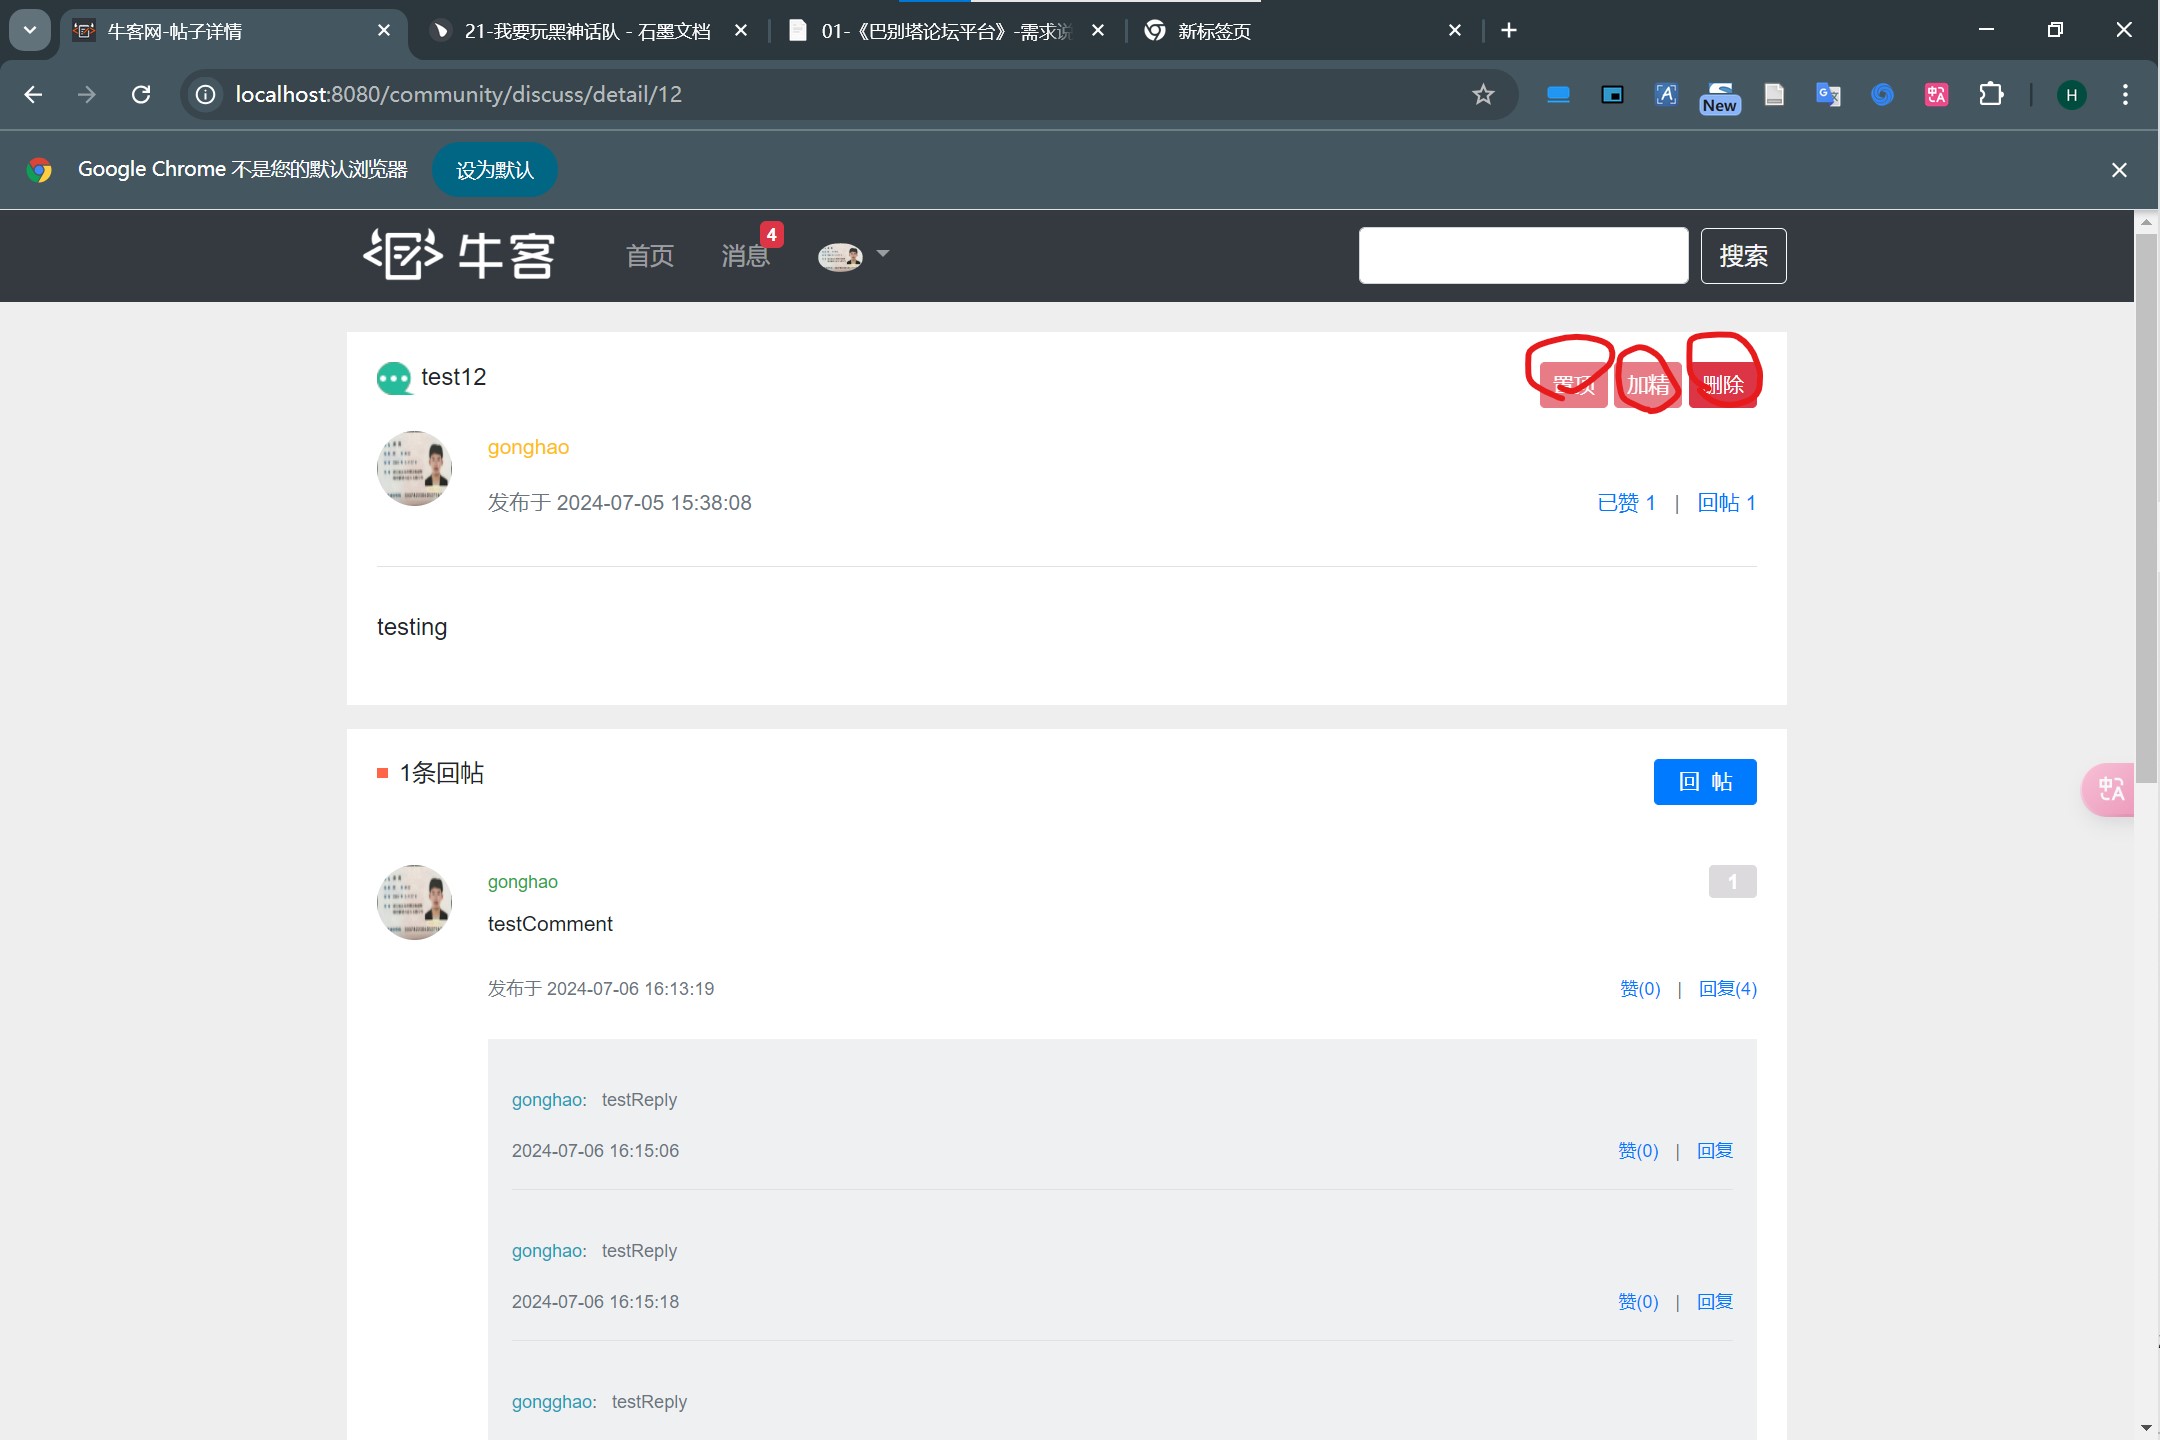 牛客网-帖子详情
21-我要玩黑神话队 - 石墨文档
01-《巴别塔论坛平台》-需求说
新标签页
localhost:8080/community/discuss/detail/12
New
H
Google Chrome 不是您的默认浏览器
设为默认
牛客
首页
消息
4
搜索
test12
置顶
加精
删除
gonghao
发布于 2024-07-05 15:38:08
已赞 1 | 回帖 1
testing
1条回帖
回 帖
中A
gonghao
1
testComment
发布于 2024-07-06 16:13:19
赞(0) | 回复(4)
gonghao: testReply
2024-07-06 16:15:06
赞(0) | 回复
gonghao: testReply
2024-07-06 16:15:18
赞(0) | 回复
gongghao: testReply